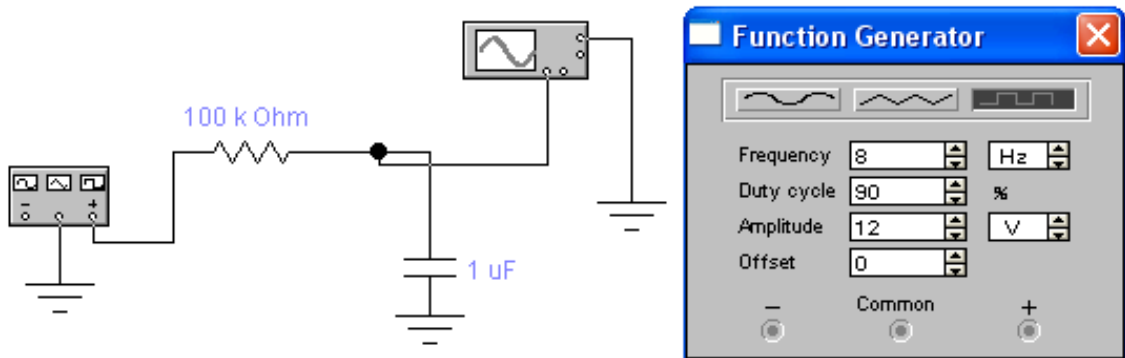 100 k Ohm
− +
1 uF
Function Generator
Frequency 8 Hz
Duty cycle 90 %
Amplitude 12 V
Offset 0
− Common +